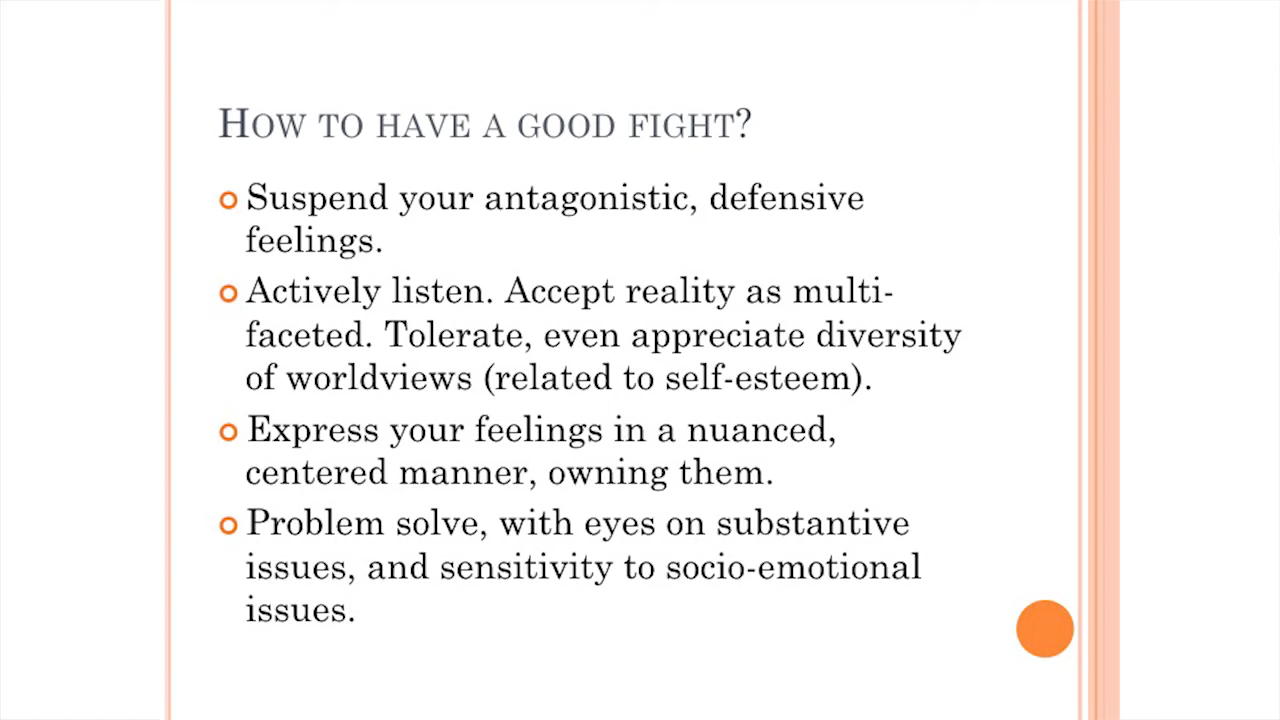 How to have a good fight?
Suspend your antagonistic, defensive
feelings.
Actively listen. Accept reality as multi-
faceted. Tolerate, even appreciate diversity
of worldviews (related to self-esteem).
Express your feelings in a nuanced,
centered manner, owning them.
Problem solve, with eyes on substantive
issues, and sensitivity to socio-emotional
issues.